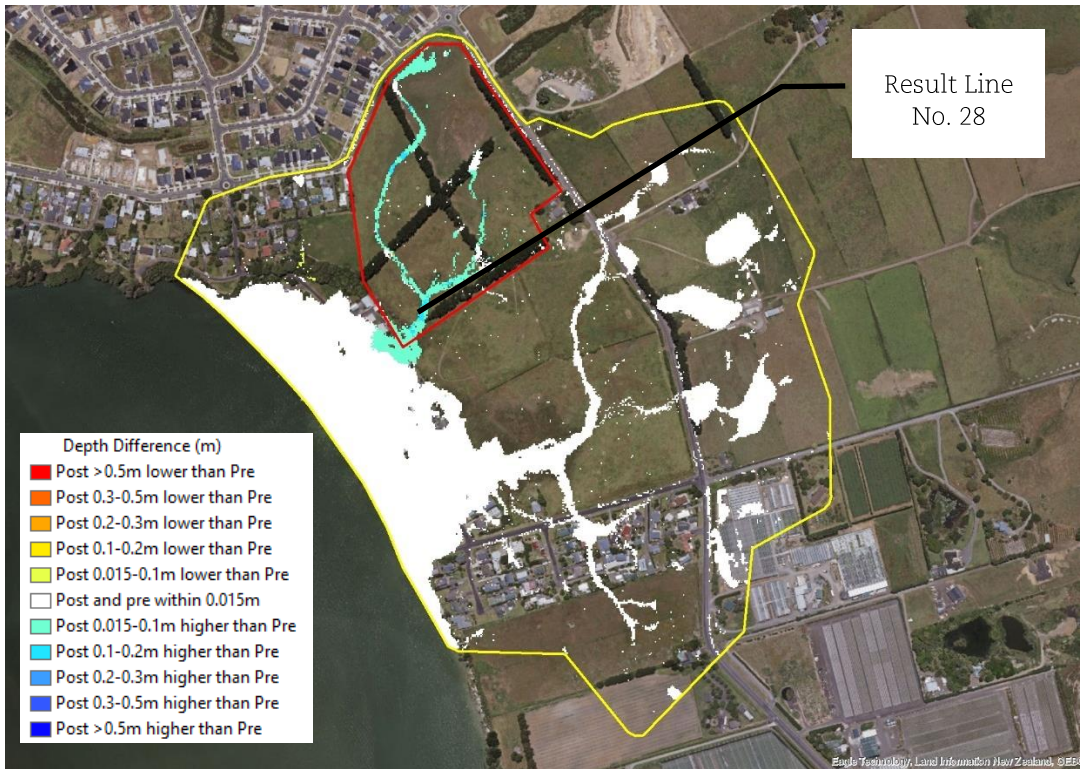 Result Line
No. 28
Depth Difference (m)
Post >0.5m lower than Pre
Post 0.3-0.5m lower than Pre
Post 0.2-0.3m lower than Pre
Post 0.1-0.2m lower than Pre
Post 0.015-0.1m lower than Pre
Post and pre within 0.015m
Post 0.015-0.1m higher than Pre
Post 0.1-0.2m higher than Pre
Post 0.2-0.3m higher than Pre
Post 0.3-0.5m higher than Pre
Post >0.5m higher than Pre
Eagle Technology, Land Information New Zealand, GEB